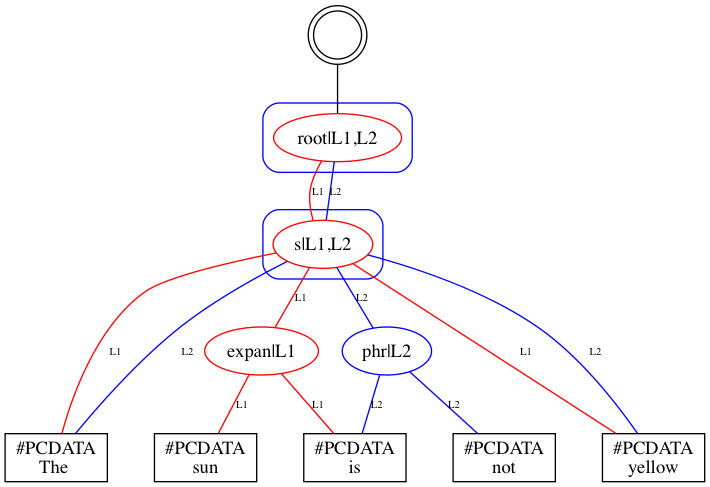 root|L1,L2
L1 L2
s|L1,L2
L1 L2
L1 L2 expan|L1 phr|L2 L1 L2
L1 L1 L2 L2
#PCDATA #PCDATA #PCDATA #PCDATA #PCDATA
The sun is not yellow